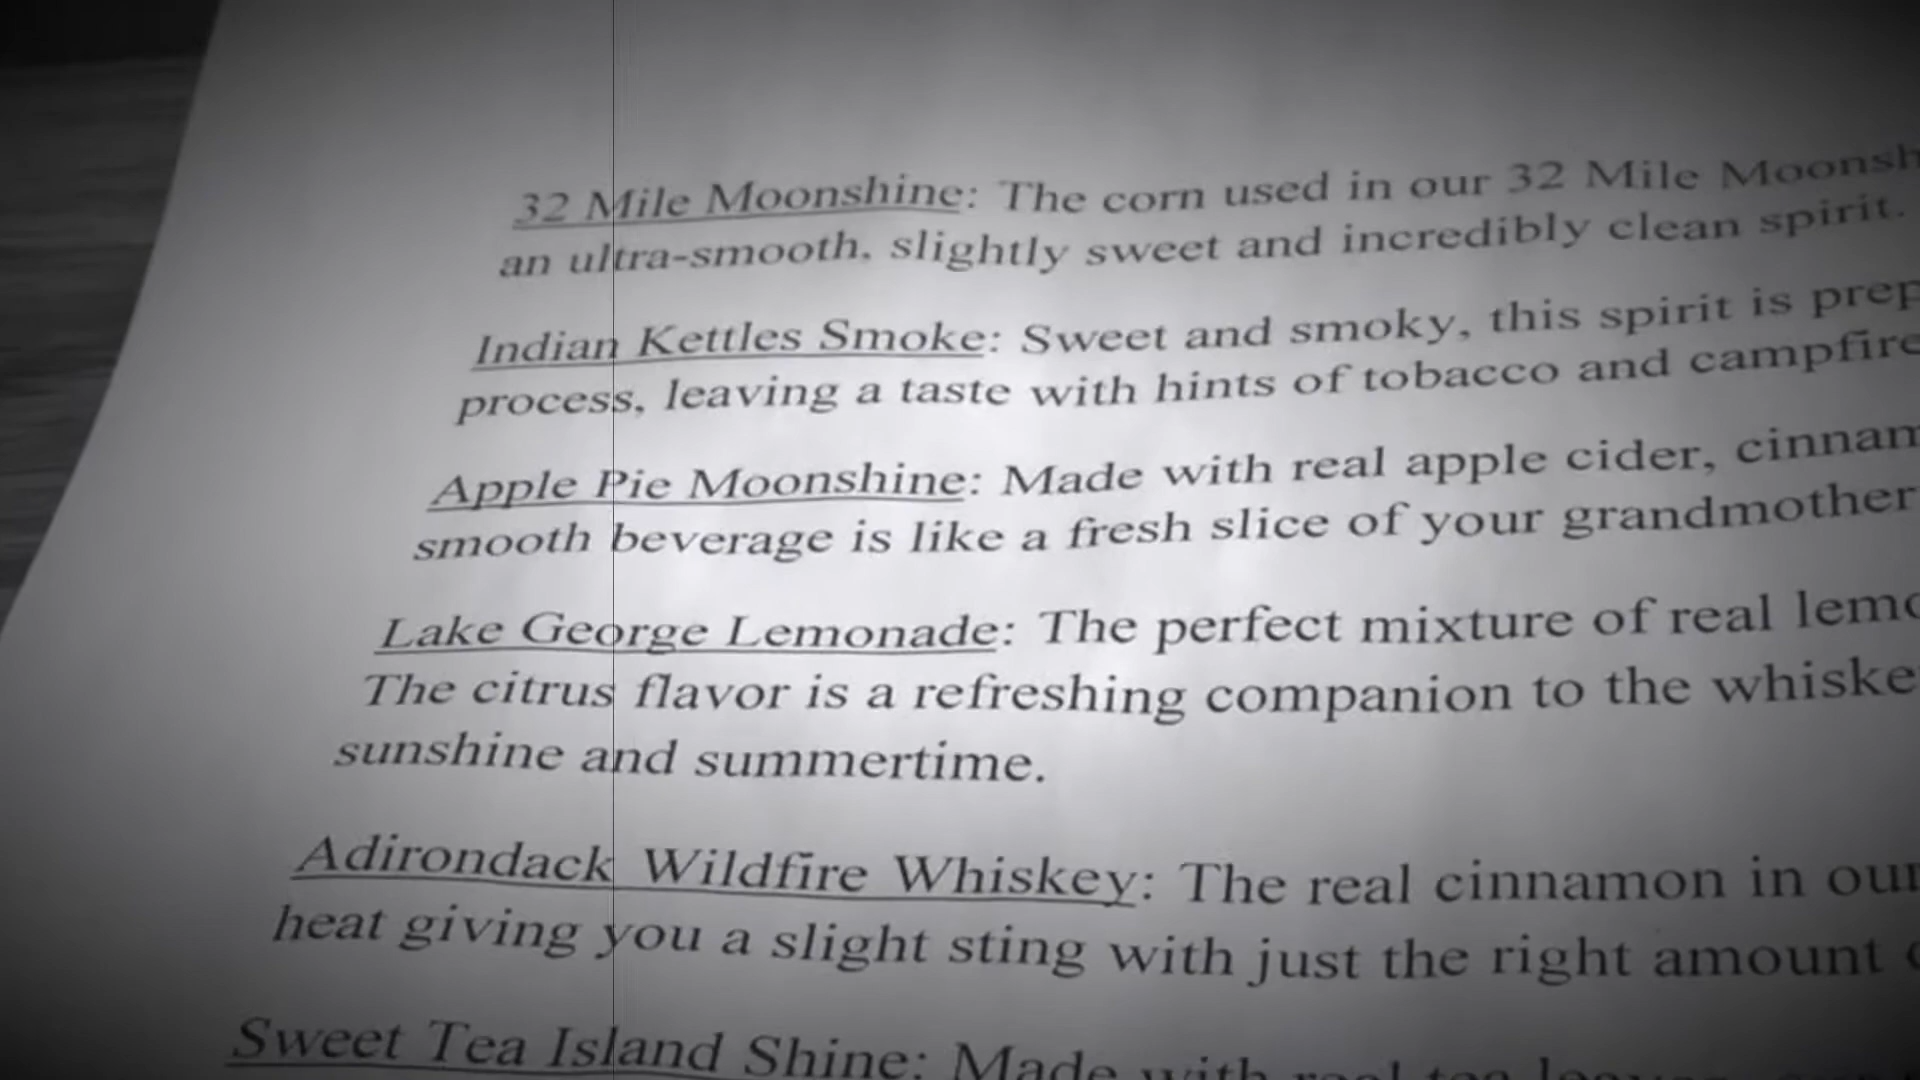 32 Mile Moonshine: The corn used in our 32 Mile Moonsh
an ultra-smooth, slightly sweet and incredibly clean spirit.
Indian Kettles Smoke: Sweet and smoky, this spirit is prep
process, leaving a taste with hints of tobacco and campfire
Apple Pie Moonshine: Made with real apple cider, cinnam
smooth beverage is like a fresh slice of your grandmother
Lake George Lemonade: The perfect mixture of real lemo
The citrus flavor is a refreshing companion to the whiske
sunshine and summertime.
Adirondack Wildfire Whiskey: The real cinnamon in our
heat giving you a slight sting with just the right amount
Sweet Tea Island Shine: Made with real tea